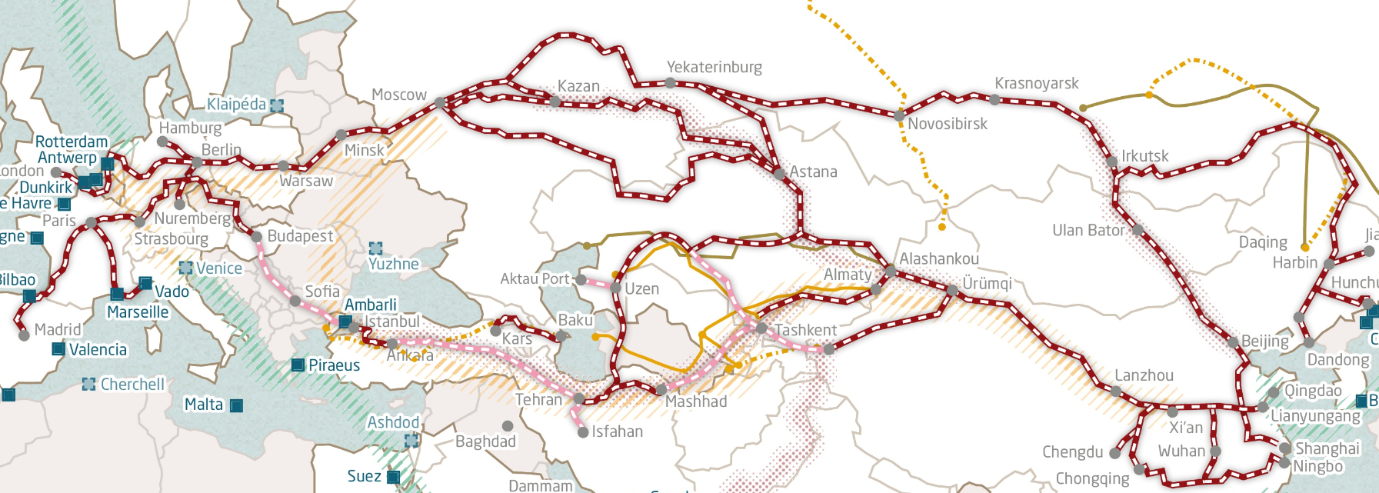 Yekaterinburg
Kazan
Krasnoyarsk
Moscow
Klaipéda
Novosibirsk
Hamburg
Rotterdam
Antwerp
Berlin
Minsk
Irkutsk
London
Warsaw
Astana
Dunkirk
e Havre
Paris
Nuremberg
Strasbourg
Budapest
Ulan Bator
Daqing
Harbin
Yuzhne
Venice
Aktau Port
Uzen
Almaty
Alashankou
Ürümqi
Bilbao
Vado
Sofia
Ambarli
Istanbul
Marseille
Madrid
Baku
Kars
Tashkent
Valencia
Ankara
Beijing
Dandong
Piraeus
Cherchell
Tehran
Mashhad
Lanzhou
Qingdao
Lianyungang
Malta
Ashdod
Isfahan
Baghdad
Xi'an
Wuhan
Chengdu
Shanghai
Ningbo
Chongqing
Suez
Dammam